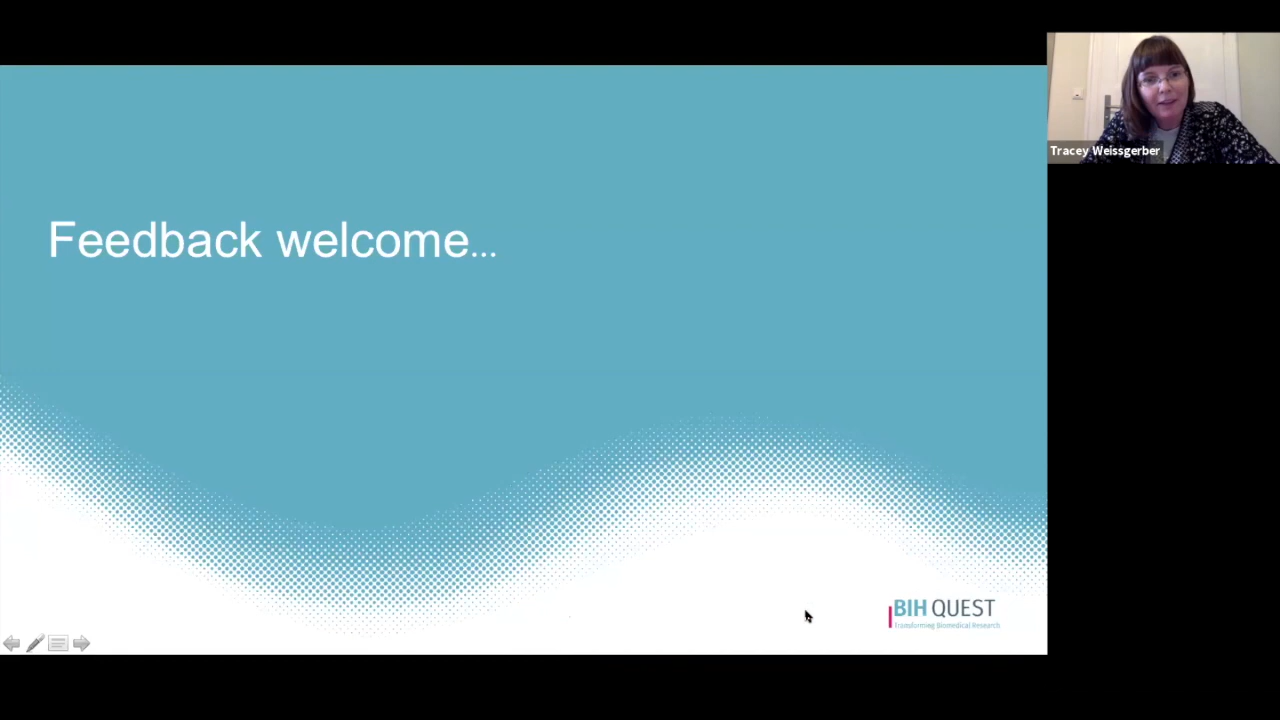 Tracey Weissgerber
Feedback welcome...
BIH QUEST
Transforming Biomedical Research